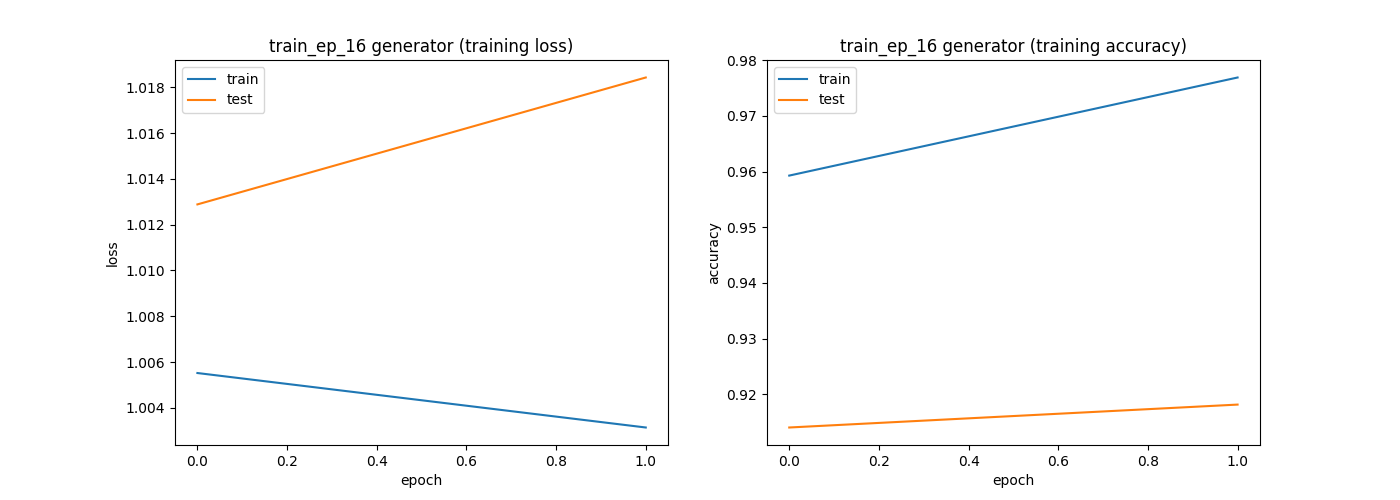 train_ep_16 generator (training loss)
train
test
1.018
1.016
1.014
1.012
1.010
1.008
1.006
1.004
loss
0.0 0.2 0.4 0.6 0.8 1.0
epoch
train_ep_16 generator (training accuracy)
train
test
0.98
0.97
0.96
0.95
0.94
0.93
0.92
accuracy
0.0 0.2 0.4 0.6 0.8 1.0
epoch